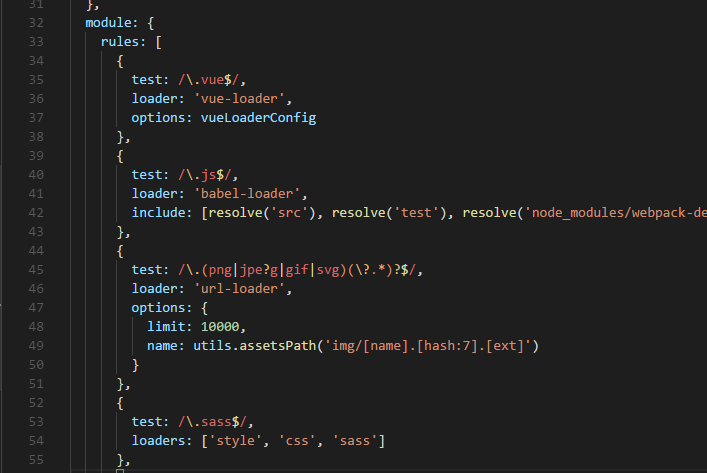 31 },
32 module: {
33 rules: [
34 {
35 test: /\.vue$/,
36 loader: 'vue-loader',
37 options: vueLoaderConfig
38 },
39 {
40 test: /\.js$/,
41 loader: 'babel-loader',
42 include: [resolve('src'), resolve('test'), resolve('node_modules/webpack-de
43 },
44 {
45 test: /\.(png|jpe?g|gif|svg)(\?.*)?$/,
46 loader: 'url-loader',
47 options: {
48 limit: 10000,
49 name: utils.assetsPath('img/[name].[hash:7].[ext]')
50 }
51 },
52 {
53 test: /\.sass$/,
54 loaders: ['style', 'css', 'sass']
55 },